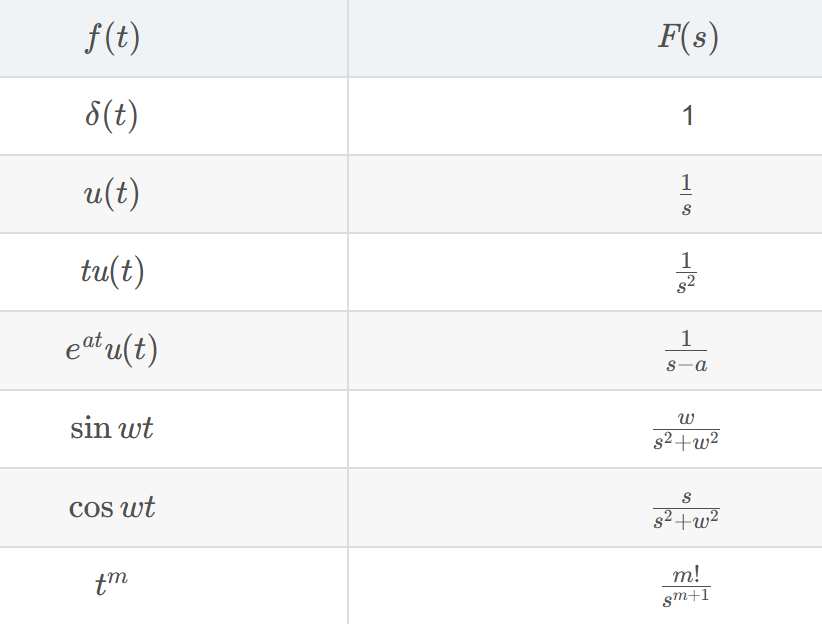 f(t) F(s)
δ(t) 1
u(t) \frac{1}{s}
tu(t) \frac{1}{s^2}
e^{at}u(t) \frac{1}{s-a}
sin wt \frac{w}{s^2+w^2}
cos wt \frac{s}{s^2+w^2}
t^m \frac{m!}{s^{m+1}}